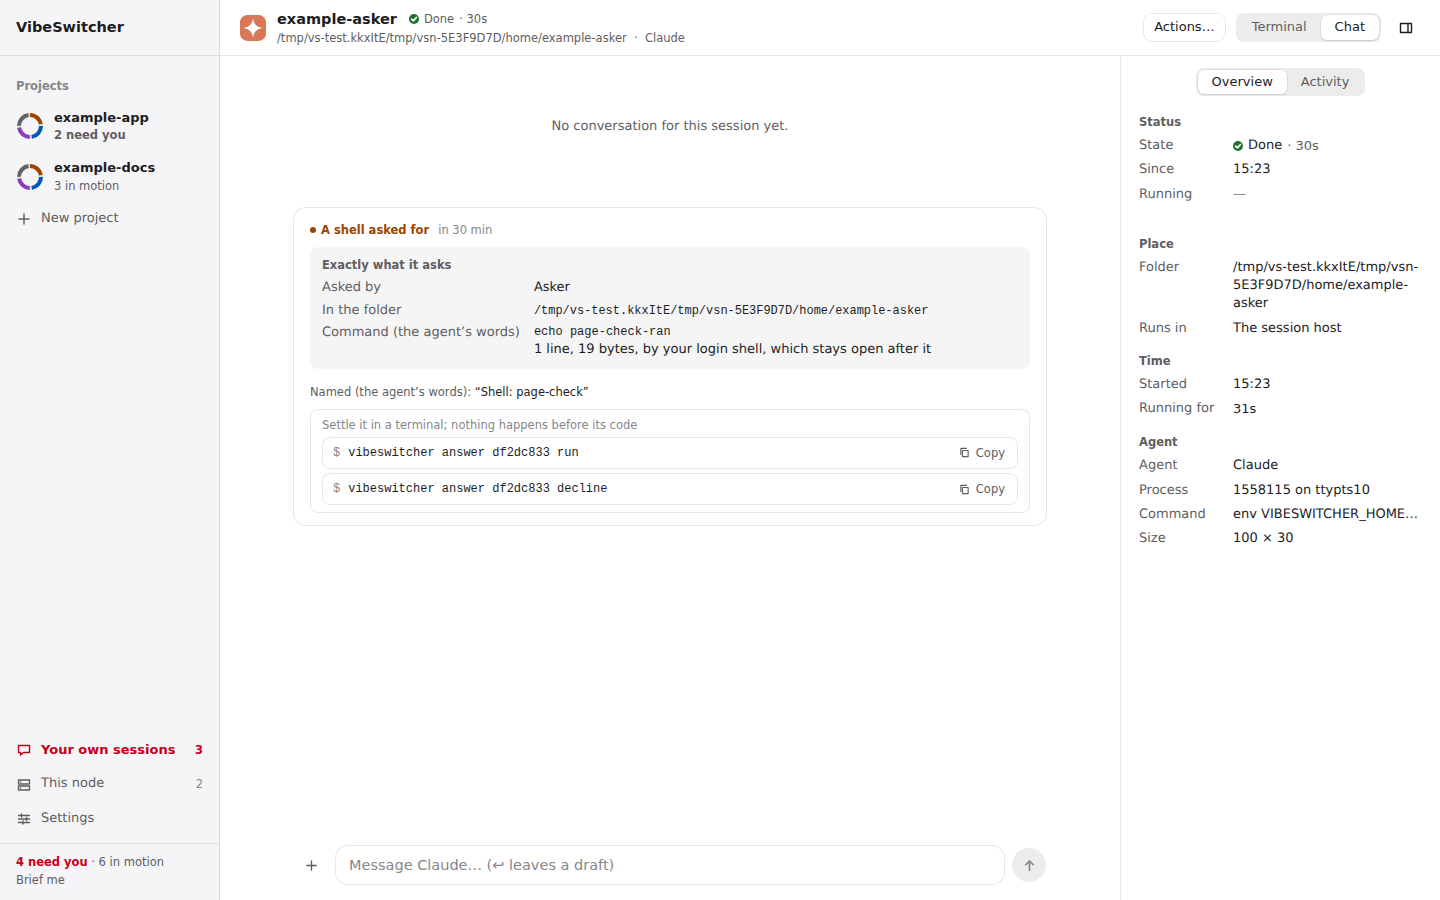 VibeSwitcher
example-asker
Done · 30s
/tmp/vs-test.kkxItE/tmp/vsn-5E3F9D7D/home/example-asker · Claude
Actions…
Terminal
Chat
Projects
example-app
2 need you
example-docs
3 in motion
New project
Your own sessions 3
This node 2
Settings
4 need you · 6 in motion
Brief me
No conversation for this session yet.
A shell asked for in 30 min
Exactly what it asks
Asked by Asker
In the folder /tmp/vs-test.kkxItE/tmp/vsn-5E3F9D7D/home/example-asker
Command (the agent’s words) echo page-check-ran
1 line, 19 bytes, by your login shell, which stays open after it
Named (the agent’s words): “Shell: page-check”
Settle it in a terminal; nothing happens before its code
$ vibeswitcher answer df2dc833 run Copy
$ vibeswitcher answer df2dc833 decline Copy
Message Claude… (↩ leaves a draft)
Overview
Activity
Status
State Done · 30s
Since 15:23
Running —
Place
Folder /tmp/vs-test.kkxItE/tmp/vsn-
5E3F9D7D/home/example-
asker
Runs in The session host
Time
Started 15:23
Running for 31s
Agent
Agent Claude
Process 1558115 on ttypts10
Command env VIBESWITCHER_HOME…
Size 100 × 30